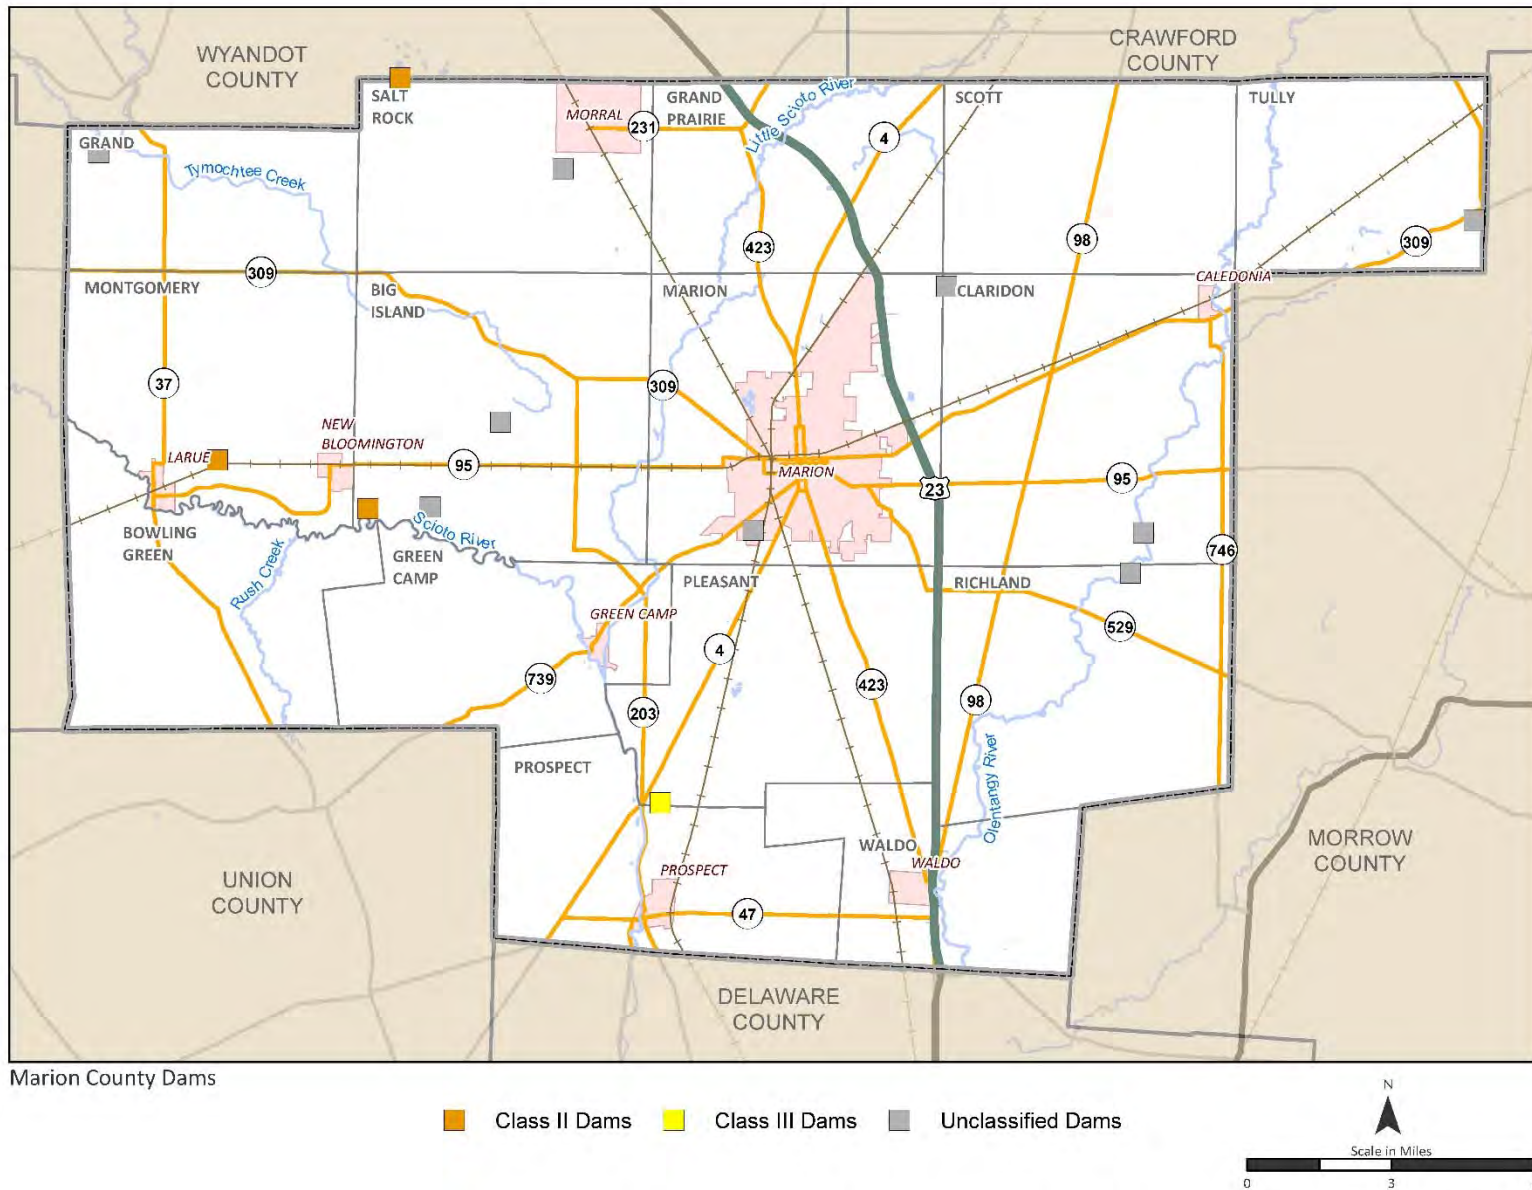 WYANDOT
COUNTY
CRAWFORD
COUNTY
SALT
ROCK
MORRAL
231
GRAND
PRAIRIE
Little Scioto River
4
SCOTT
TULLY
GRAND
Tymochtee Creek
423
98
309
309
MONTGOMERY
BIG
ISLAND
MARION
CLARIDON
CALEDONIA
37
309
NEW
BLOOMINGTON
LARUE
95
MARION
23
95
BOWLING
GREEN
Scioto River
Rush Creek
GREEN
CAMP
PLEASANT
RICHLAND
746
GREEN CAMP
529
4
739
423
98
203
PROSPECT
Olentangy River
WALDO
WALDO
MORROW
COUNTY
PROSPECT
UNION
COUNTY
47
DELAWARE
COUNTY
Marion County Dams
Class II Dams
Class III Dams
Unclassified Dams
N
Scale in Miles
0
3